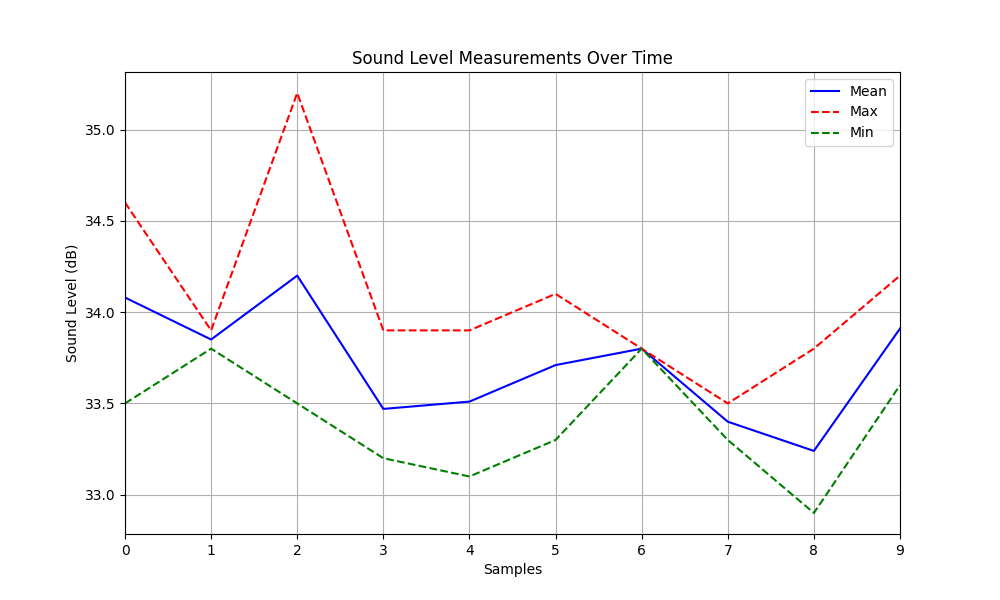 Sound Level Measurements Over Time
Mean
Max
Min
35.0
34.5
34.0
33.5
33.0
Sound Level (dB)
0 1 2 3 4 5 6 7 8 9
Samples